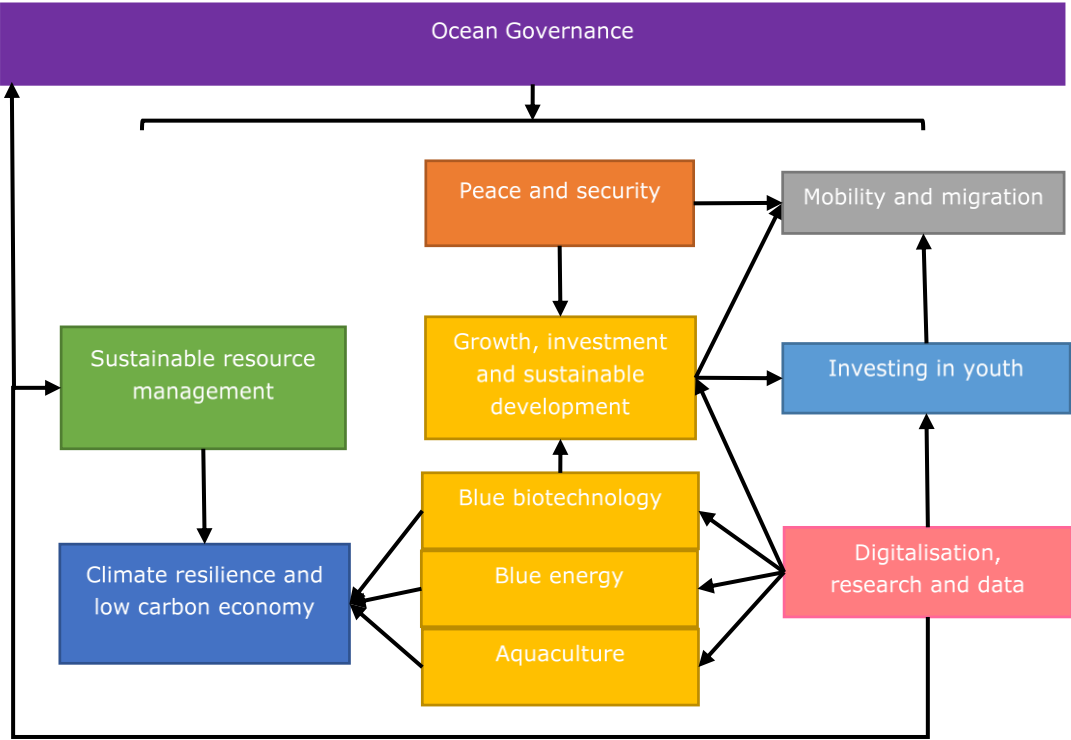 Ocean Governance
Peace and security
Mobility and migration
Sustainable resource
management
Growth, investment
and sustainable
development
Investing in youth
Blue biotechnology
Climate resilience and
low carbon economy
Blue energy
Digitalisation,
research and data
Aquaculture